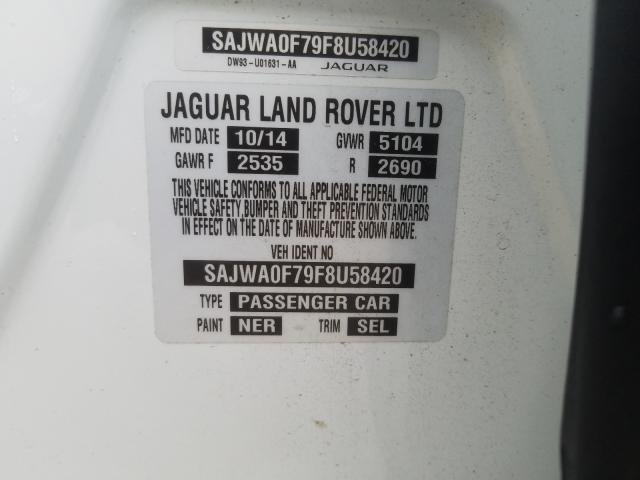 SAJWA0F79F8U58420
DW93-U01631-AA JAGUAR
JAGUAR LAND ROVER LTD
MFD DATE 10/14 GVWR 5104
GAWR F 2535 R 2690
THIS VEHICLE CONFORMS TO ALL APPLICABLE FEDERAL MOTOR
VEHICLE SAFETY, BUMPER AND THEFT PREVENTION STANDARDS
IN EFFECT ON THE DATE OF MANUFACTURE SHOWN ABOVE.
VEH IDENT NO
SAJWA0F79F8U58420
TYPE PASSENGER CAR
PAINT NER TRIM SEL